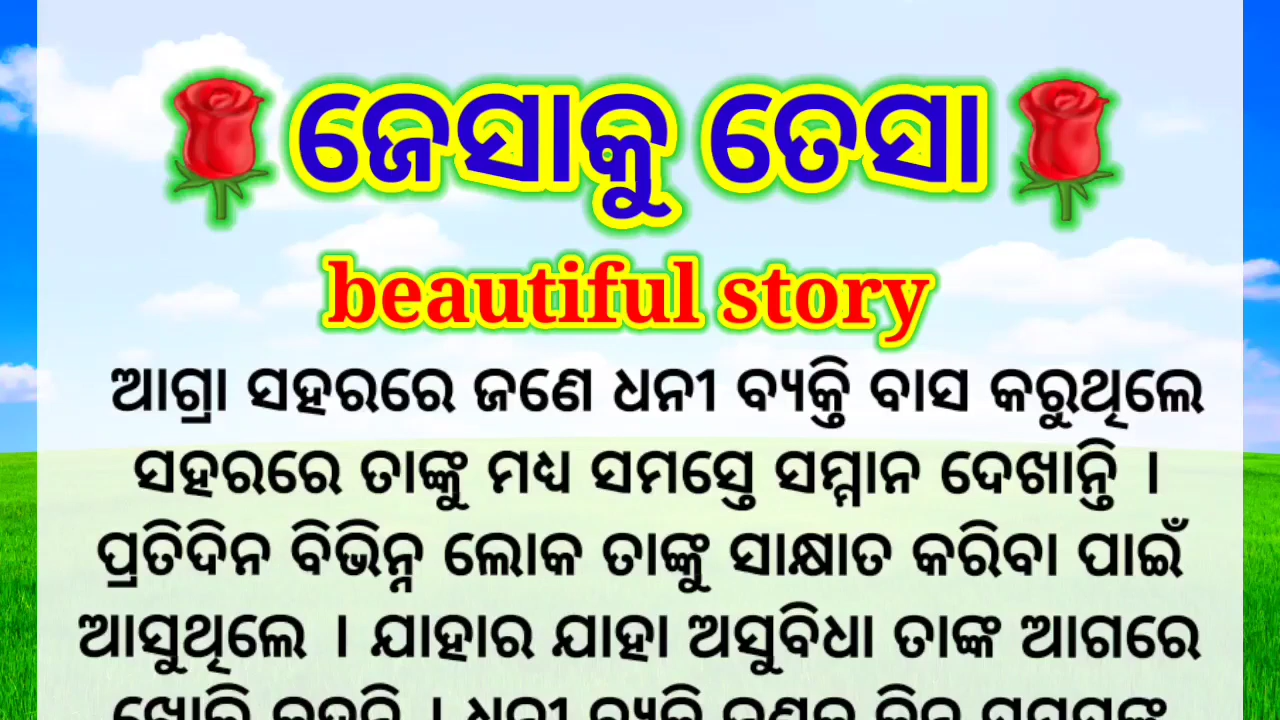 ଜେସାକୁ ତେସା
beautiful story
ଆଗ୍ରା ସହରରେ ଜଣେ ଧନୀ ବ୍ୟକ୍ତି ବାସ କରୁଥିଲେ
ସହରରେ ତାଙ୍କୁ ମଧ୍ୟ ସମସ୍ତେ ସମ୍ମାନ ଦେଖାନ୍ତି ।
ପ୍ରତିଦିନ ବିଭିନ୍ନ ଲୋକ ତାଙ୍କୁ ସାକ୍ଷାତ କରିବା ପାଇଁ
ଆସୁଥିଲେ । ଯାହାର ଯାହା ଅସୁବିଧା ତାଙ୍କ ଆଗରେ